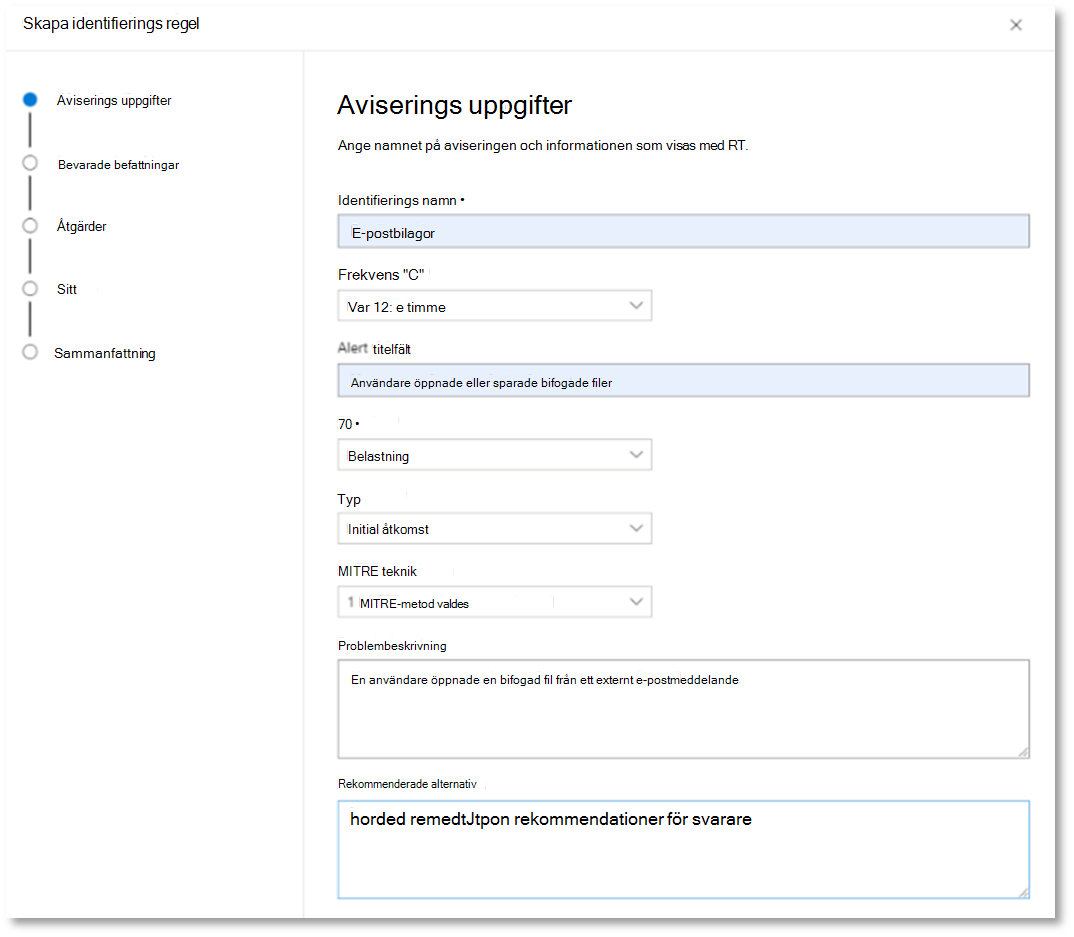 Skapa identifierings regel
Aviserings uppgifter
Bevarade befattningar
Åtgärder
Sitt
Sammanfattning
Aviserings uppgifter
Ange namnet på aviseringen och informationen som visas med RT.
Identifierings namn •
E-postbilagor
Frekvens "C"
Var 12: e timme
Alert titelfält
Användare öppnade eller sparade bifogade filer
70 •
Belastning
Typ
Initial åtkomst
MITRE teknik
1 MITRE-metod valdes
Problembeskrivning
En användare öppnade en bifogad fil från ett externt e-postmeddelande
Rekommenderade alternativ
horded remedtJtpon rekommendationer för svarare